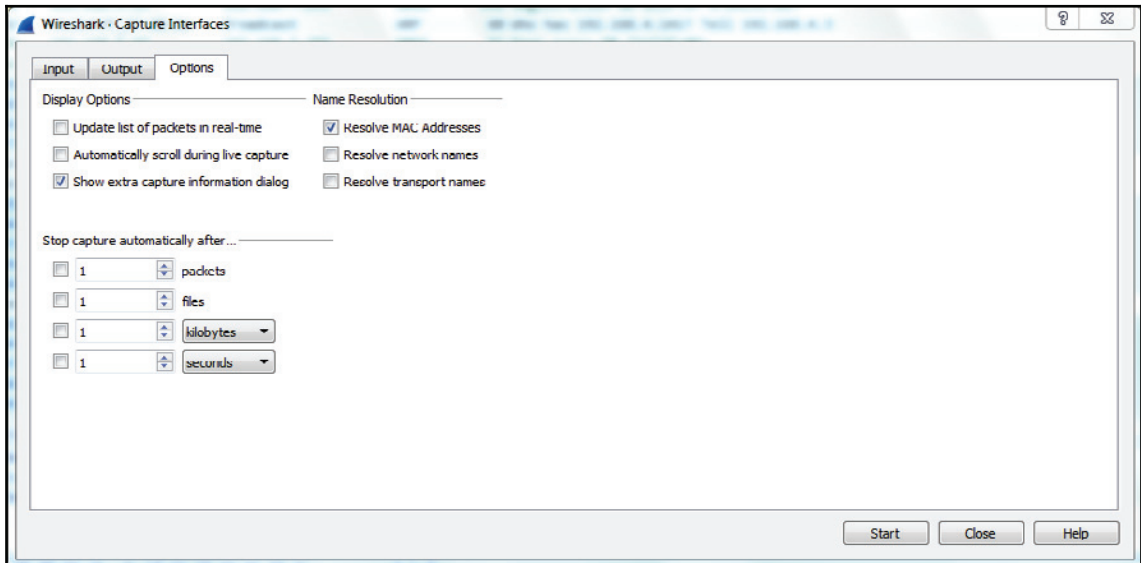 Wireshark · Capture Interfaces
Input Output Options
Display Options
Update list of packets in real-time
Automatically scroll during live capture
Show extra capture information dialog
Name Resolution
Resolve MAC Addresses
Resolve network names
Resolve transport names
Stop capture automatically after...
1 packets
1 files
1 kilobytes
1 seconds
Start Close Help